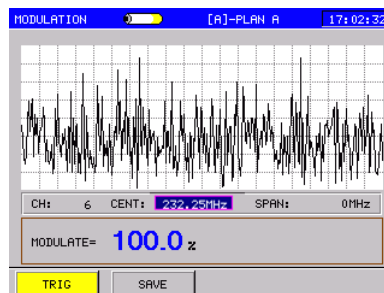 MODULATION [A]-PLAN A 17:02:32
CH: 6 CENT: 232.25MHz SPAN: 0MHz
MODULATE= 100.0 %
TRIG SAVE